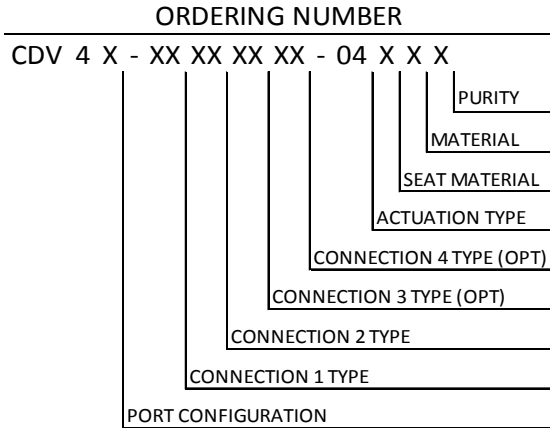 ORDERING NUMBER
CDV 4 X - XX XX XX XX - 04 X X X
PURITY
MATERIAL
SEAT MATERIAL
ACTUATION TYPE
CONNECTION 4 TYPE (OPT)
CONNECTION 3 TYPE (OPT)
CONNECTION 2 TYPE
CONNECTION 1 TYPE
PORT CONFIGURATION